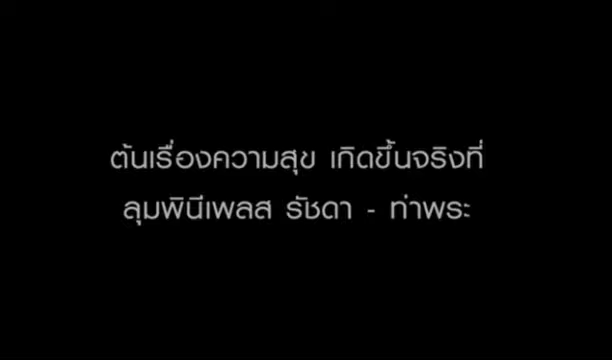 ต้นเรื่องความสุข เกิดขึ้นจริงที่
ลุมพินีเพลส รัชดา - ท่าพระ